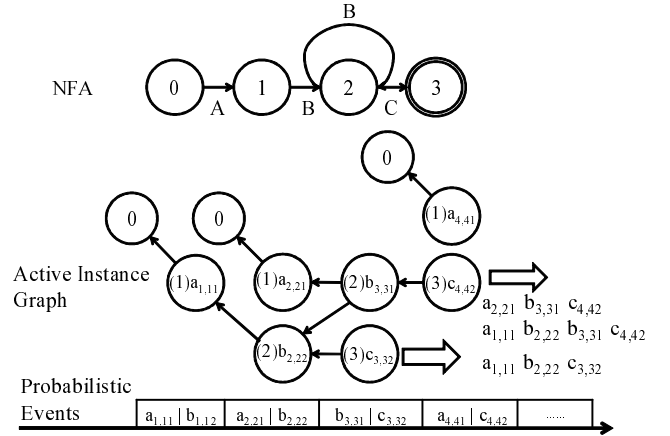 B
NFA 0 1 2 3
A B C
0
(1)a4,41
0 0
Active Instance Graph
(1)a1,11 (1)a2,21 (2)b3,31 (3)c4,42
a2,21 b3,31 c4,42
a1,11 b2,22 b3,31 c4,42
(2)b2,22 (3)c3,32
a1,11 b2,22 c3,32
Probabilistic
Events a1,11 | b1,12 a2,21 | b2,22 b3,31 | c3,32 a4,41 | c4,42 ......